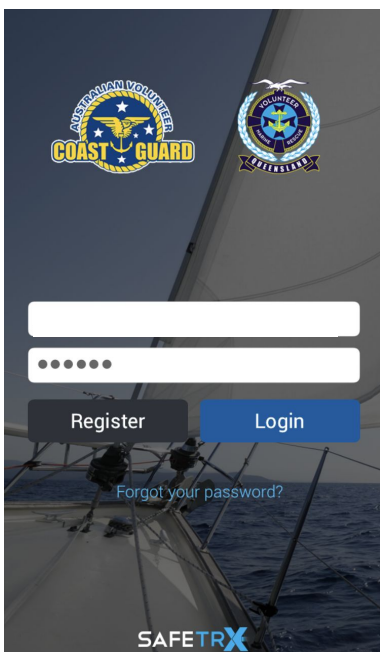 AUSTRALIAN VOLUNTEER
COAST GUARD
VOLUNTEER
MARINE RESCUE
QUEENSLAND
Register
Login
Forgot your password?
SAFETRX